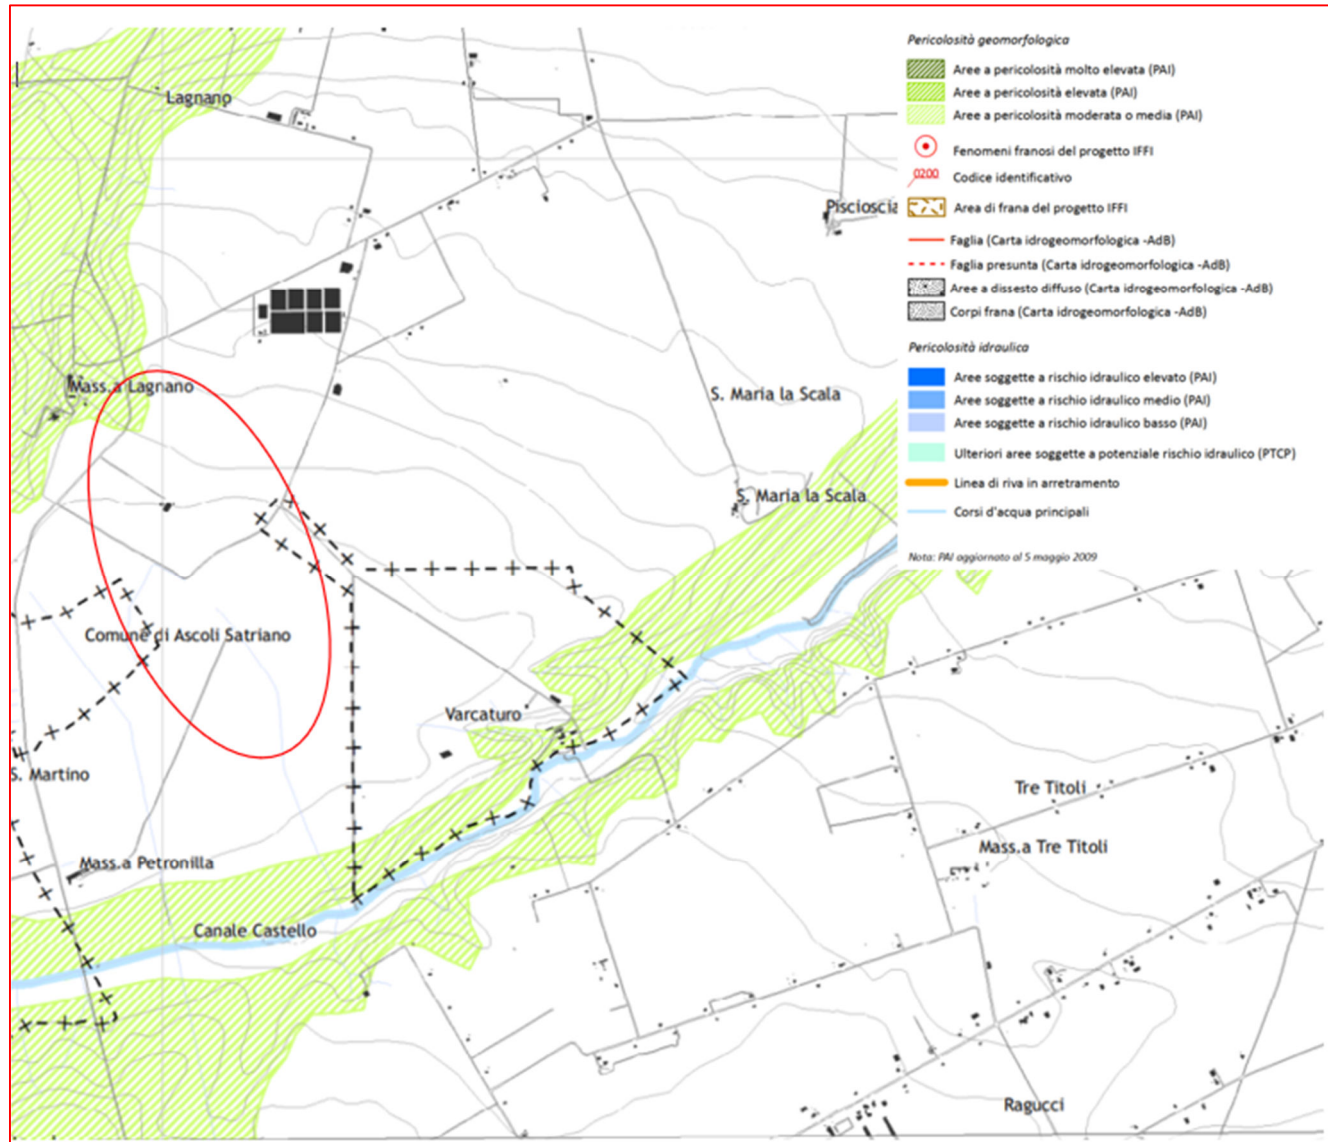 Pericolosità geomorfologica
Aree a pericolosità molto elevata (PAI)
Aree a pericolosità elevata (PAI)
Aree a pericolosità moderata o media (PAI)
Fenomeni franosi del progetto IFFI
0200
Codice identificativo
Area di frana del progetto IFFI
Faglia (Carta idrogeomorfologica -AdB)
Faglia presunta (Carta idrogeomorfologica -AdB)
Aree a dissesto diffuso (Carta idrogeomorfologica -AdB)
Corpi frana (Carta idrogeomorfologica -AdB)
Pericolosità idraulica
Aree soggette a rischio idraulico elevato (PAI)
Aree soggette a rischio idraulico medio (PAI)
Aree soggette a rischio idraulico basso (PAI)
Ulteriori aree soggette a potenziale rischio idraulico (PTCP)
Linea di riva in arretramento
Corsi d'acqua principali
Nota: PAI aggiornato al 5 maggio 2009
Lagnano
Piscioscia
Mass.a Lagnano
S. Maria la Scala
S. Maria la Scala
Comune di Ascoli Satriano
Varcaturo
S. Martino
Tre Titoli
Mass.a Tre Titoli
Mass.a Petronilla
Canale Castello
Ragucci